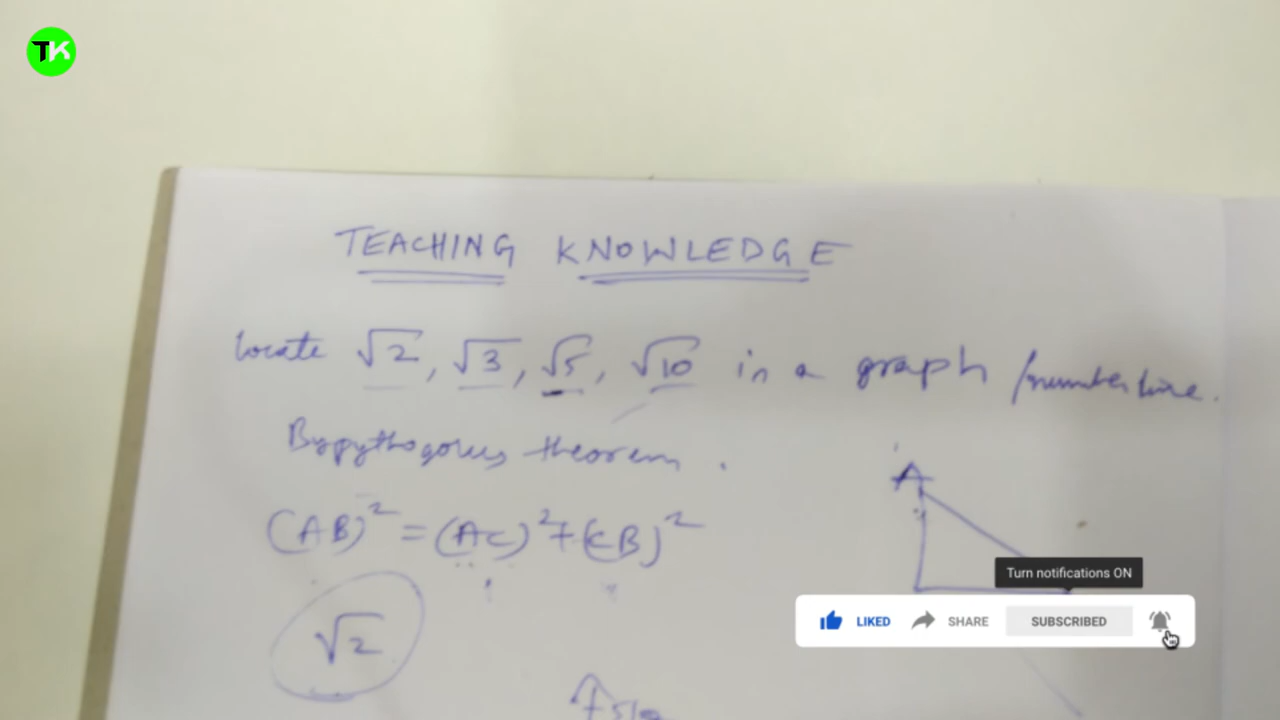 TK
TEACHING KNOWLEDGE
Locate √2, √3, √5, √10 in a graph /number line.
By pythogorus theorem.
(AB)² = (AC)² + (CB)²
A
Turn notifications ON
LIKED SHARE SUBSCRIBED
√2